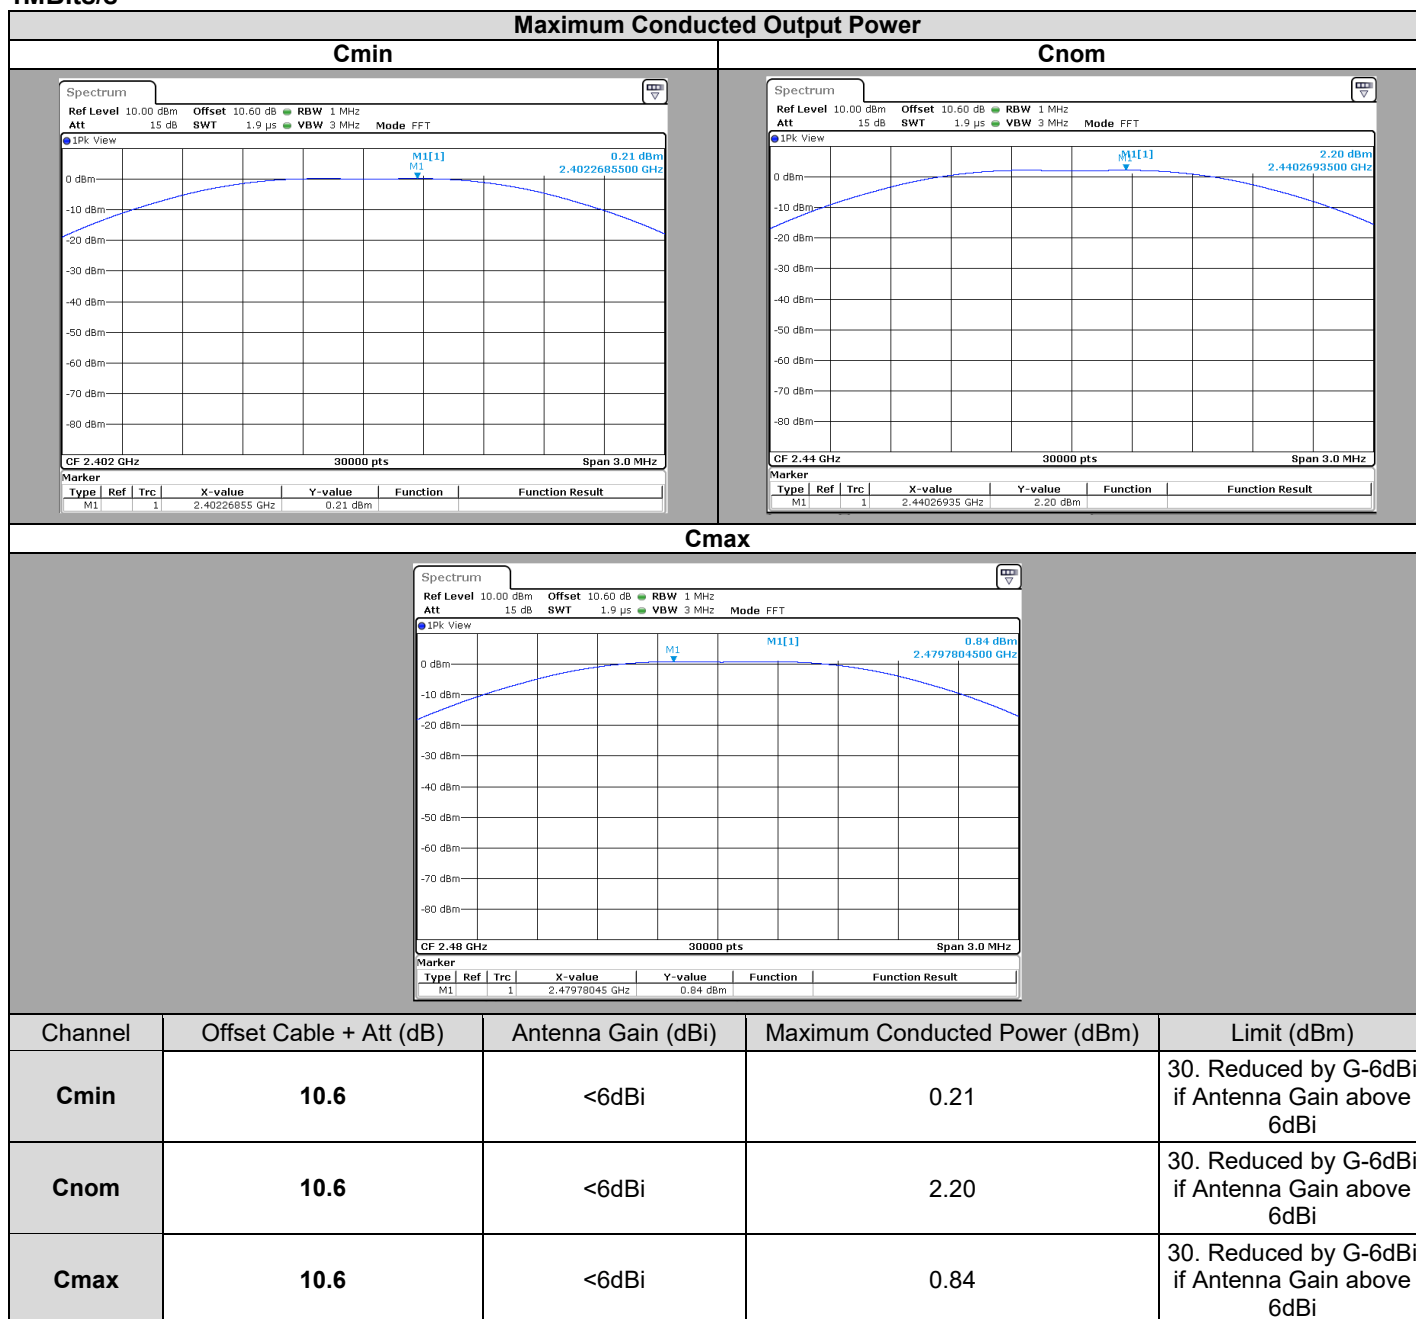 1MBits/s
Maximum Conducted Output Power
Cmin
Cnom
Spectrum
Ref Level 10.00 dBm Offset 10.60 dB RBW 1 MHz
Att 15 dB SWT 1.9 µs VBW 3 MHz Mode FFT
1Pk View
M1[1] 0.21 dBm
2.4022685500 GHz
M1
0 dBm
-10 dBm
-20 dBm
-30 dBm
-40 dBm
-50 dBm
-60 dBm
-70 dBm
-80 dBm
CF 2.402 GHz 30000 pts Span 3.0 MHz
Marker
Type Ref Trc X-value Y-value Function Function Result
M1 1 2.40226855 GHz 0.21 dBm
Spectrum
Ref Level 10.00 dBm Offset 10.60 dB RBW 1 MHz
Att 15 dB SWT 1.9 µs VBW 3 MHz Mode FFT
1Pk View
M1[1] 2.20 dBm
2.4402693500 GHz
M1
0 dBm
-10 dBm
-20 dBm
-30 dBm
-40 dBm
-50 dBm
-60 dBm
-70 dBm
-80 dBm
CF 2.44 GHz 30000 pts Span 3.0 MHz
Marker
Type Ref Trc X-value Y-value Function Function Result
M1 1 2.44026935 GHz 2.20 dBm
Cmax
Spectrum
Ref Level 10.00 dBm Offset 10.60 dB RBW 1 MHz
Att 15 dB SWT 1.9 µs VBW 3 MHz Mode FFT
1Pk View
M1[1] 0.84 dBm
2.4797804500 GHz
M1
0 dBm
-10 dBm
-20 dBm
-30 dBm
-40 dBm
-50 dBm
-60 dBm
-70 dBm
-80 dBm
CF 2.48 GHz 30000 pts Span 3.0 MHz
Marker
Type Ref Trc X-value Y-value Function Function Result
M1 1 2.47978045 GHz 0.84 dBm
Channel Offset Cable + Att (dB) Antenna Gain (dBi) Maximum Conducted Power (dBm) Limit (dBm)
Cmin 10.6 <6dBi 0.21 30. Reduced by G-6dBi
if Antenna Gain above
6dBi
Cnom 10.6 <6dBi 2.20 30. Reduced by G-6dBi
if Antenna Gain above
6dBi
Cmax 10.6 <6dBi 0.84 30. Reduced by G-6dBi
if Antenna Gain above
6dBi